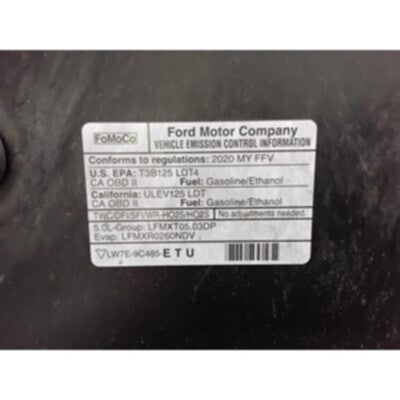 FoMoCo
Ford Motor Company
VEHICLE EMISSION CONTROL INFORMATION
Conforms to regulations: 2020 MY FFV
U.S. EPA: T3B125 LDT4
CA OBD II Fuel: Gasoline/Ethanol
California: ULEV125 LDT
CA OBD II Fuel: Gasoline/Ethanol
TWC/DFI/SFI/WR-HO2S/HO2S No adjustments needed.
5.0L-Group: LFMXT05.03DP
Evap: LFMXR0260NDV
LW7E-9C485-ETU